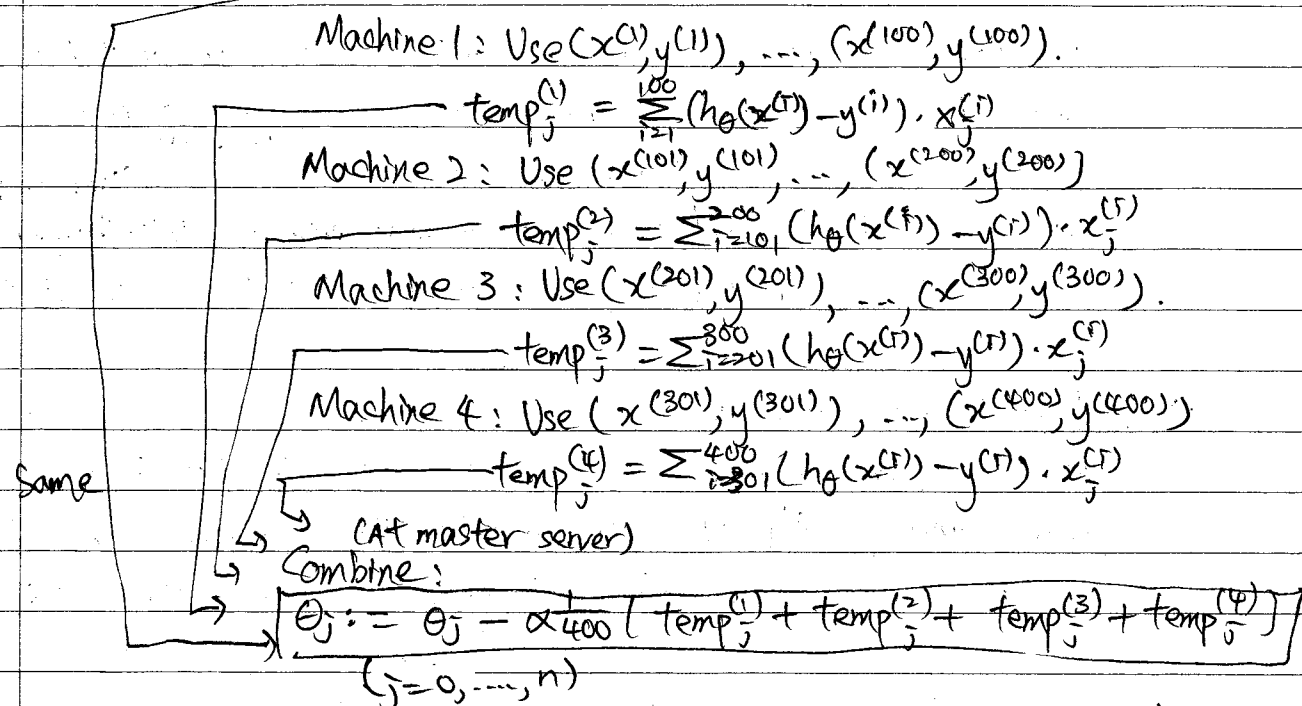 Machine 1: Use (x^(1), y^(1)), ..., (x^(100), y^(100)).
temp_j^(1) = Σ_{i=1}^{100} (h_θ(x^(i)) - y^(i)) · x_j^(i)
Machine 2: Use (x^(101), y^(101), ..., (x^(200), y^(200))
temp_j^(2) = Σ_{i=101}^{200} (h_θ(x^(i)) - y^(i)) · x_j^(i)
Machine 3: Use (x^(201), y^(201)), ..., (x^(300), y^(300)).
temp_j^(3) = Σ_{i=201}^{300} (h_θ(x^(i)) - y^(i)) · x_j^(i)
Machine 4: Use (x^(301), y^(301)), ..., (x^(400), y^(400))
temp_j^(4) = Σ_{i=301}^{400} (h_θ(x^(i)) - y^(i)) · x_j^(i)
Same
(At master server)
Combine:
θ_j := θ_j - α 1/400 (temp_j^(1) + temp_j^(2) + temp_j^(3) + temp_j^(4))
(j=0, ...., n)